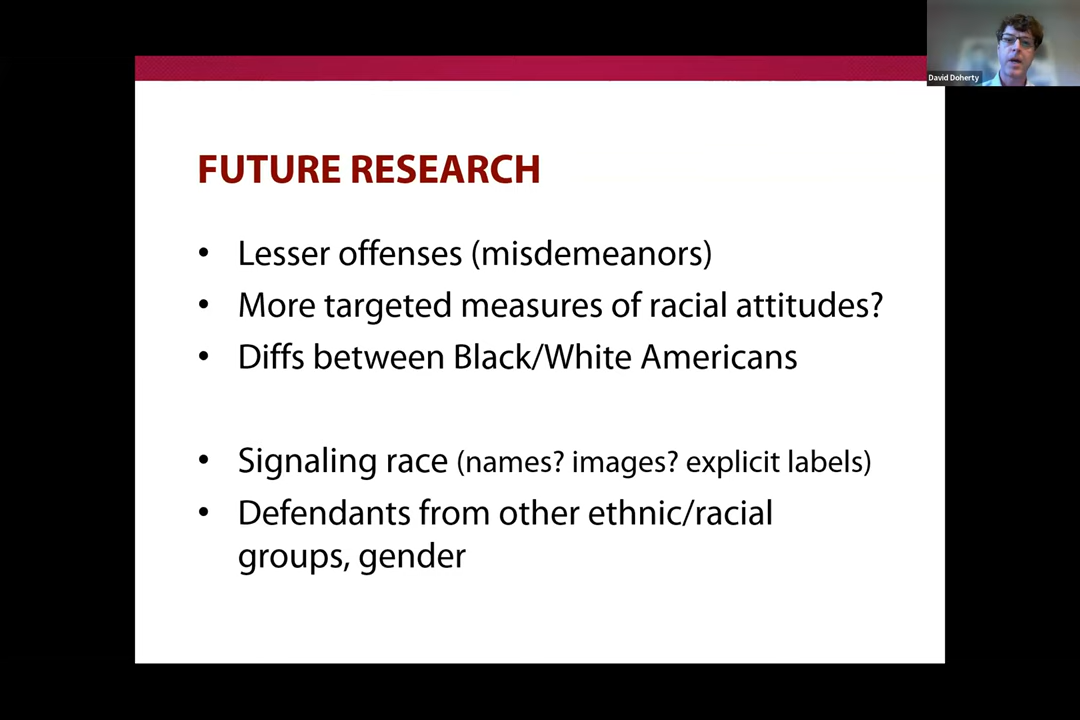 David Doherty
FUTURE RESEARCH
• Lesser offenses (misdemeanors)
• More targeted measures of racial attitudes?
• Diffs between Black/White Americans
• Signaling race (names? images? explicit labels)
• Defendants from other ethnic/racial
groups, gender